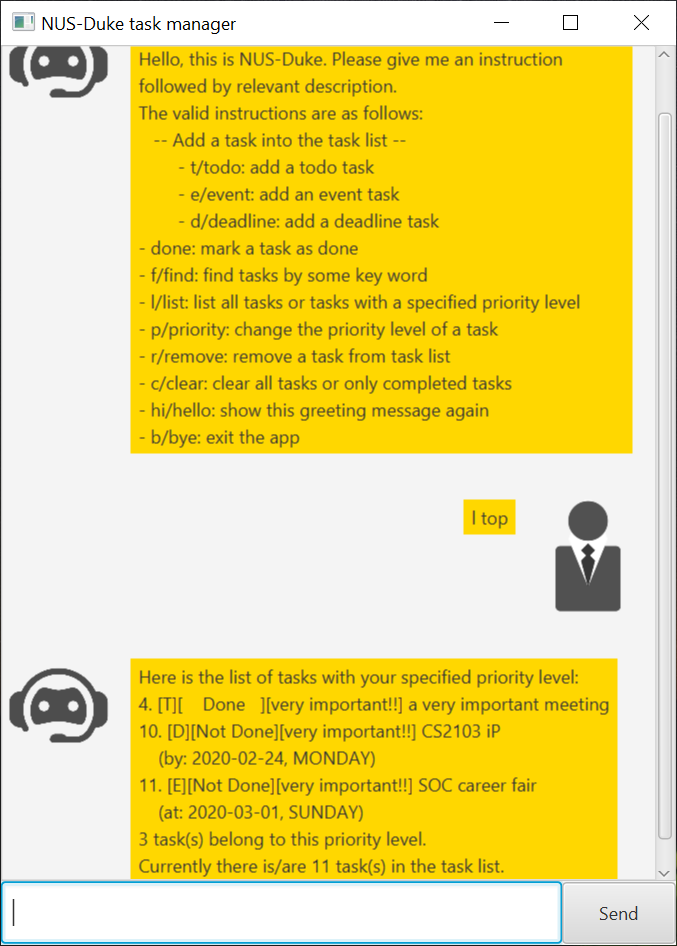 NUS-Duke task manager
Hello, this is NUS-Duke. Please give me an instruction
followed by relevant description.
The valid instructions are as follows:
-- Add a task into the task list --
- t/todo: add a todo task
- e/event: add an event task
- d/deadline: add a deadline task
- done: mark a task as done
- f/find: find tasks by some key word
- l/list: list all tasks or tasks with a specified priority level
- p/priority: change the priority level of a task
- r/remove: remove a task from task list
- c/clear: clear all tasks or only completed tasks
- hi/hello: show this greeting message again
- b/bye: exit the app
l top
Here is the list of tasks with your specified priority level:
4. [T][    Done   ][very important!!] a very important meeting
10. [D][Not Done][very important!!] CS2103 iP
(by: 2020-02-24, MONDAY)
11. [E][Not Done][very important!!] SOC career fair
(at: 2020-03-01, SUNDAY)
3 task(s) belong to this priority level.
Currently there is/are 11 task(s) in the task list.
Send